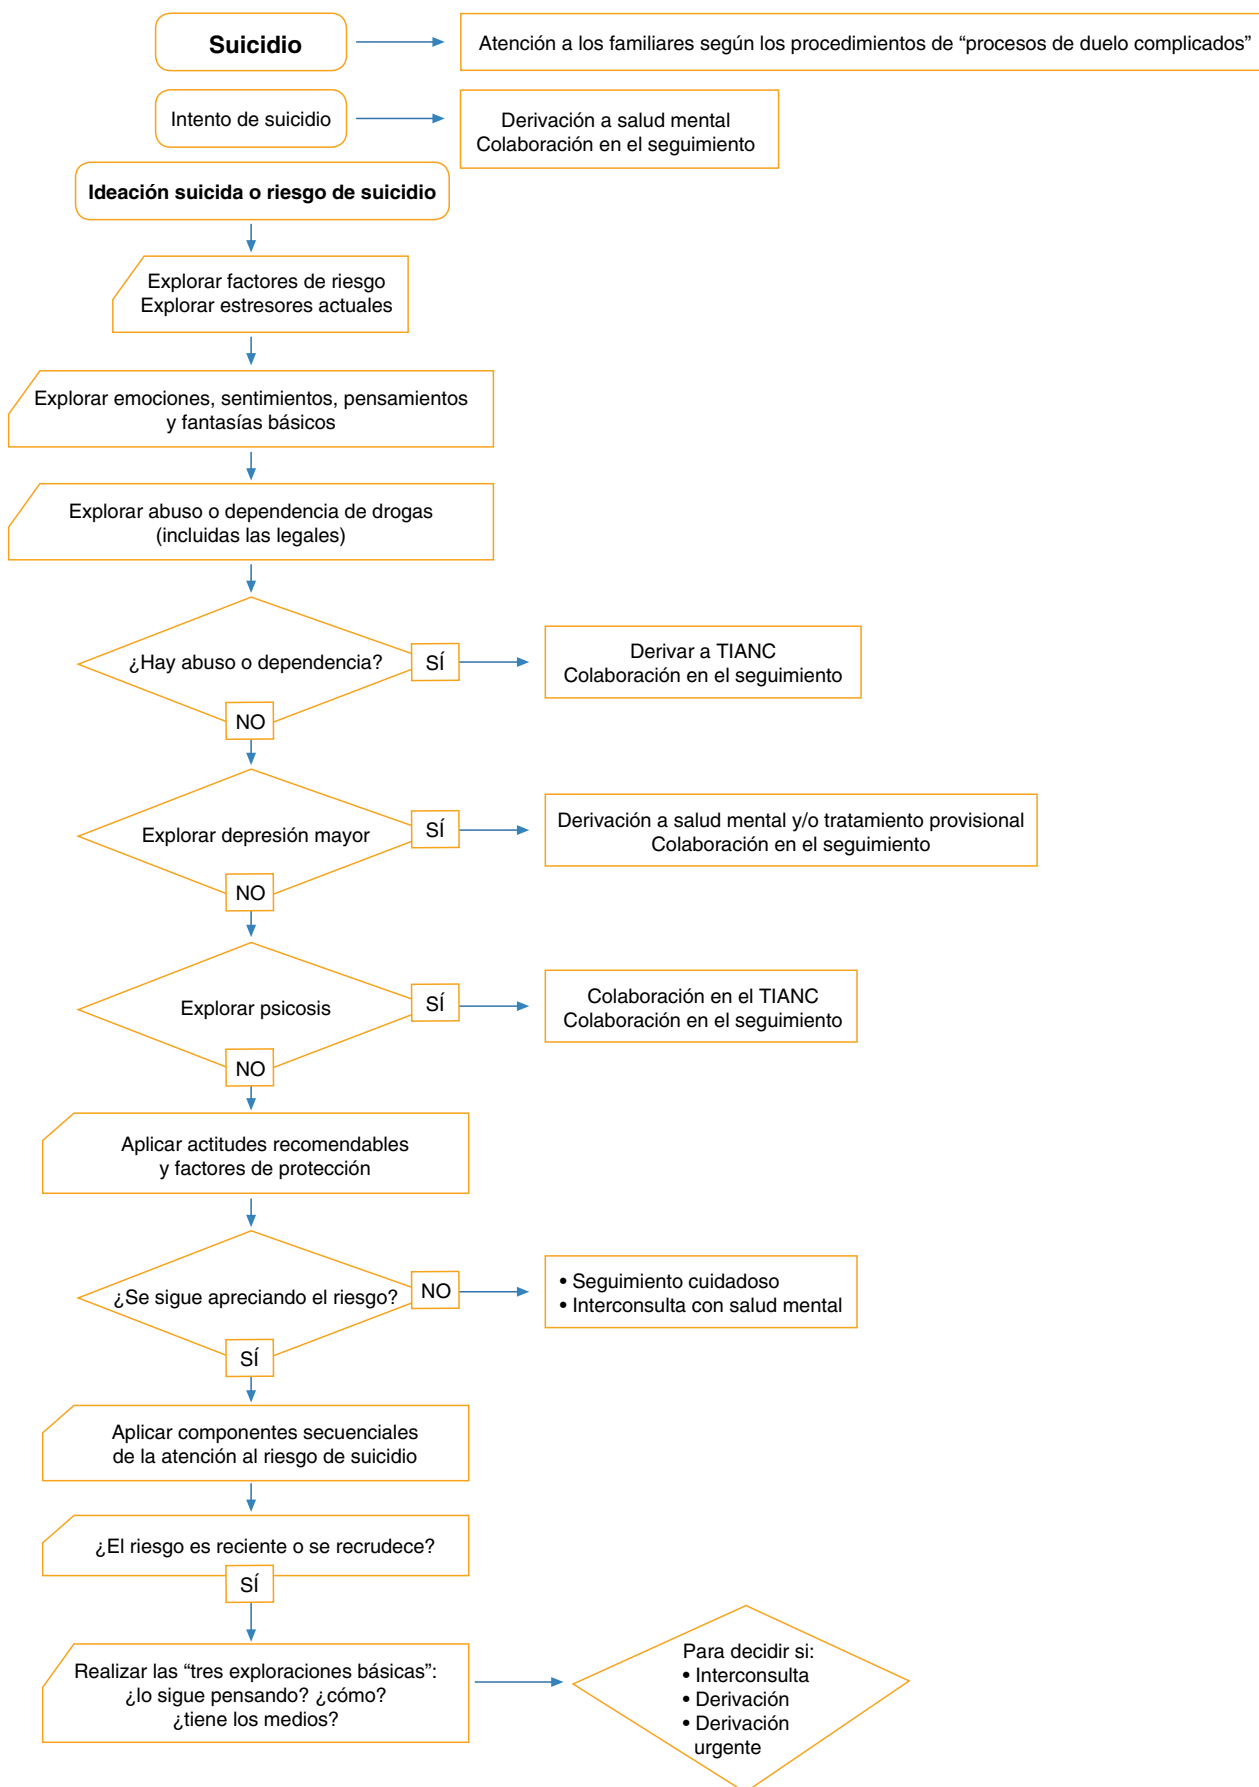 Suicidio
Atención a los familiares según los procedimientos de “procesos de duelo complicados”
Intento de suicidio
Derivación a salud mental
Colaboración en el seguimiento
Ideación suicida o riesgo de suicidio
Explorar factores de riesgo
Explorar estresores actuales
Explorar emociones, sentimientos, pensamientos
y fantasías básicos
Explorar abuso o dependencia de drogas
(incluidas las legales)
¿Hay abuso o dependencia?
SÍ
Derivar a TIANC
Colaboración en el seguimiento
NO
Explorar depresión mayor
SÍ
Derivación a salud mental y/o tratamiento provisional
Colaboración en el seguimiento
NO
Explorar psicosis
SÍ
Colaboración en el TIANC
Colaboración en el seguimiento
NO
Aplicar actitudes recomendables
y factores de protección
¿Se sigue apreciando el riesgo?
NO
• Seguimiento cuidadoso
• Interconsulta con salud mental
SÍ
Aplicar componentes secuenciales
de la atención al riesgo de suicidio
¿El riesgo es reciente o se recrudece?
SÍ
Realizar las “tres exploraciones básicas”:
¿lo sigue pensando? ¿cómo?
¿tiene los medios?
Para decidir si:
• Interconsulta
• Derivación
• Derivación
urgente